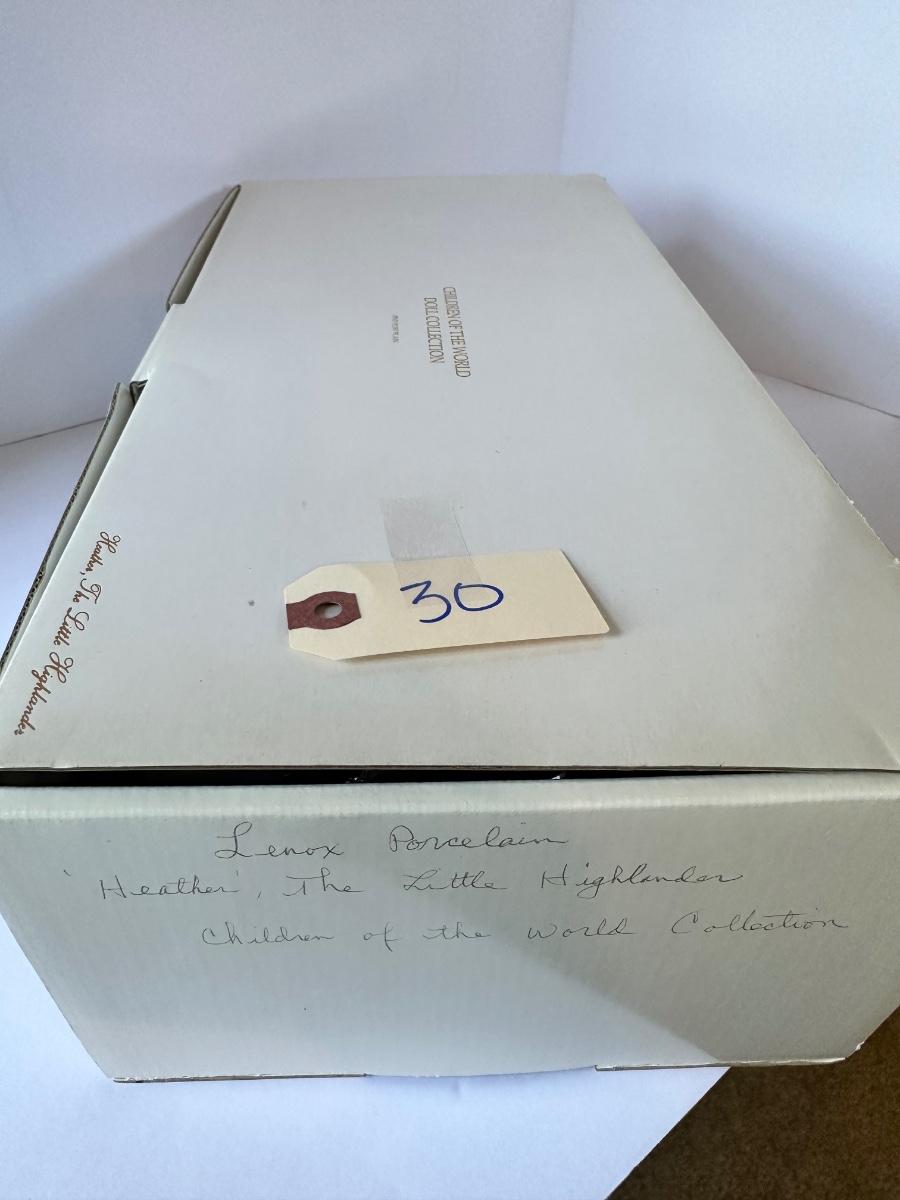 CHILDREN OF THE WORLD
DOLL COLLECTION
Heather, The Little Highlander
30
Lenox Porcelain
'Heather', The Little Highlander
Children of the World Collection